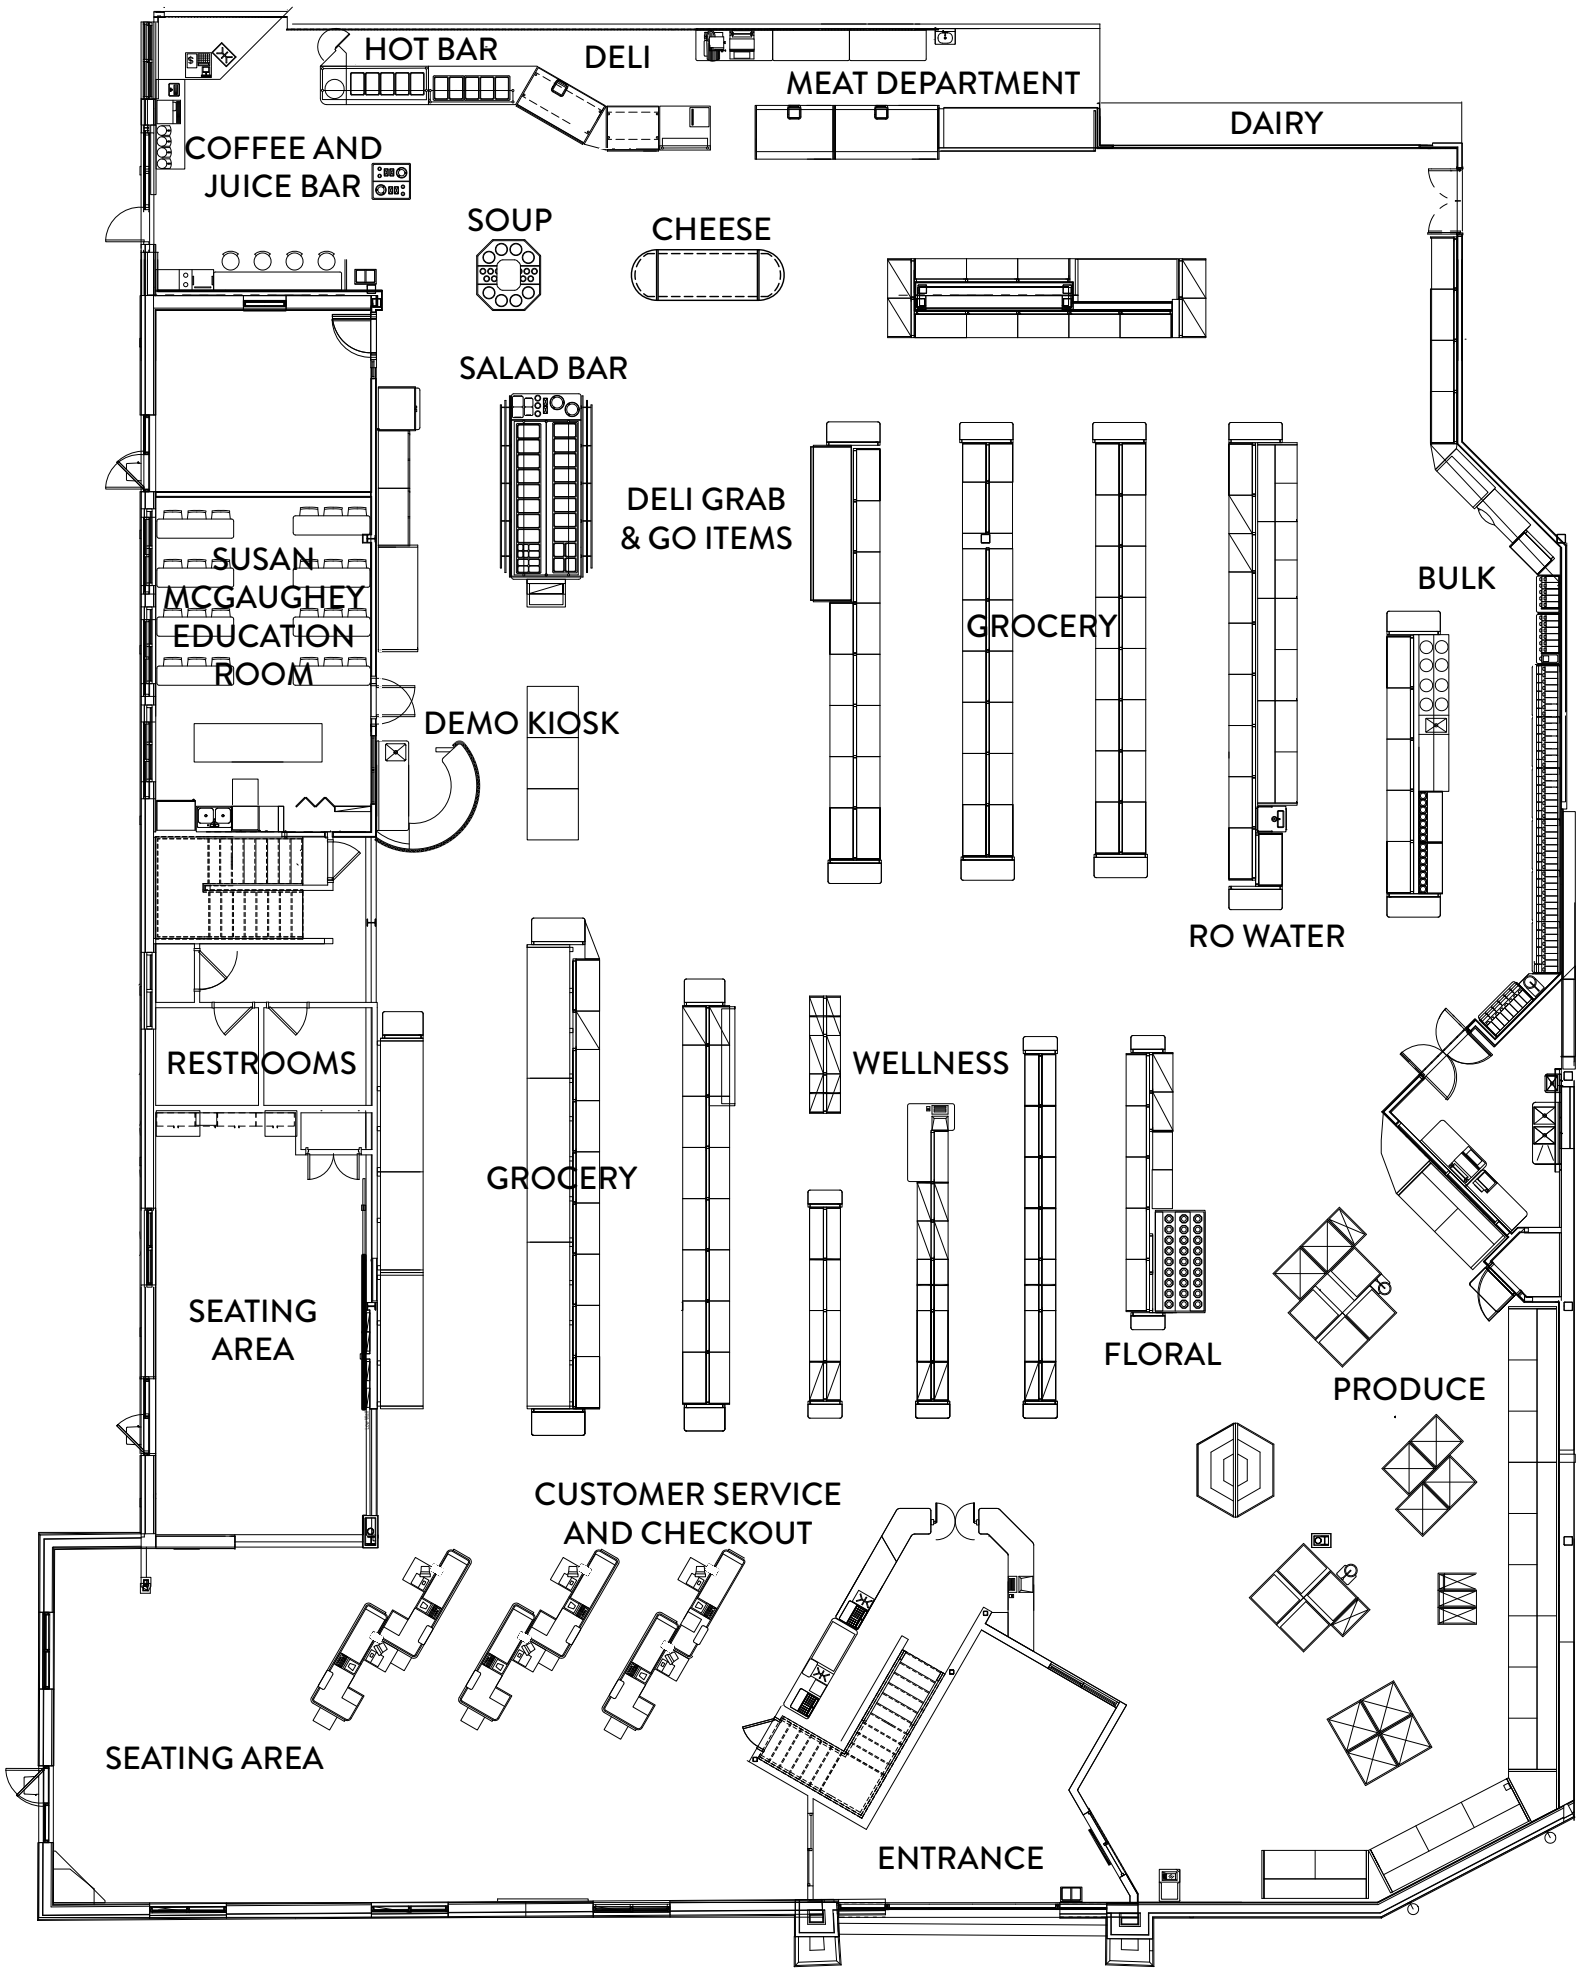 HOT BAR
DELI
MEAT DEPARTMENT
DAIRY
COFFEE AND
JUICE BAR
SOUP
CHEESE
SALAD BAR
DELI GRAB
& GO ITEMS
SUSAN
MCGAUGHEY
EDUCATION
ROOM
GROCERY
BULK
DEMO KIOSK
RO WATER
RESTROOMS
WELLNESS
GROCERY
SEATING
AREA
FLORAL
PRODUCE
CUSTOMER SERVICE
AND CHECKOUT
SEATING AREA
ENTRANCE